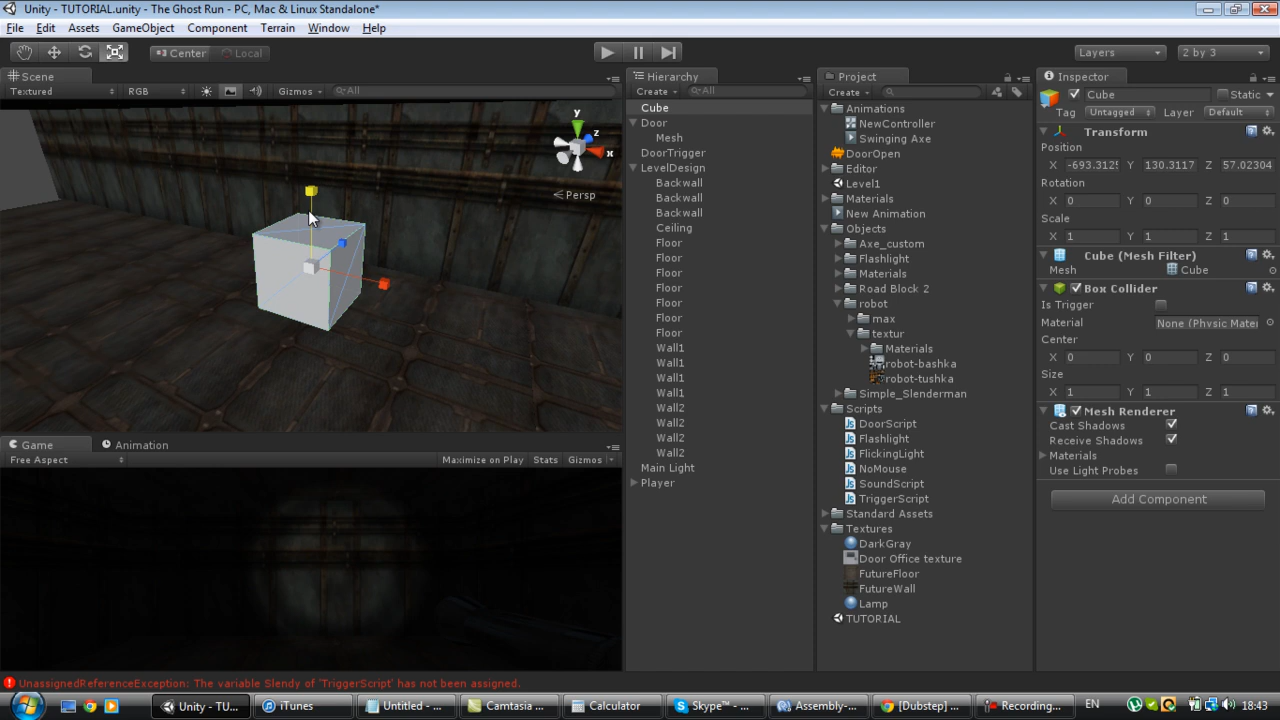 Unity - TUTORIAL.unity - The Ghost Run - PC, Mac & Linux Standalone*
File Edit Assets GameObject Component Terrain Window Help
Center Local Layers 2 by 3
Scene
Textured RGB Gizmos All
y
z
x
Persp
Game Animation
Free Aspect Maximize on Play Stats Gizmos
Hierarchy
Create All
Cube
Door
Mesh
DoorTrigger
LevelDesign
Backwall
Backwall
Backwall
Ceiling
Floor
Floor
Floor
Floor
Floor
Floor
Floor
Wall1
Wall1
Wall1
Wall1
Wall2
Wall2
Wall2
Wall2
Main Light
Player
Project
Create
Animations
NewController
Swinging Axe
DoorOpen
Editor
Level1
Materials
New Animation
Objects
Axe_custom
Flashlight
Materials
Road Block 2
robot
max
textur
Materials
robot-bashka
robot-tushka
Simple_Slenderman
Scripts
DoorScript
Flashlight
FlickingLight
NoMouse
SoundScript
TriggerScript
Standard Assets
Textures
DarkGray
Door Office texture
FutureFloor
FutureWall
Lamp
TUTORIAL
Inspector
Cube Static
Tag Untagged Layer Default
Transform
Position
X -693.3125 Y 130.3117 Z 57.02304
Rotation
X 0 Y 0 Z 0
Scale
X 1 Y 1 Z 1
Cube (Mesh Filter)
Mesh Cube
Box Collider
Is Trigger
Material None (Physic Mater
Center
X 0 Y 0 Z 0
Size
X 1 Y 1 Z 1
Mesh Renderer
Cast Shadows
Receive Shadows
Materials
Use Light Probes
Add Component
UnassignedReferenceException: The variable Slendy of 'TriggerScript' has not been assigned.
Unity - TU... iTunes Untitled - ... Camtasia ... Calculator Skype™ - ... Assembly-... [Dubstep] ... Recording... EN 18:43